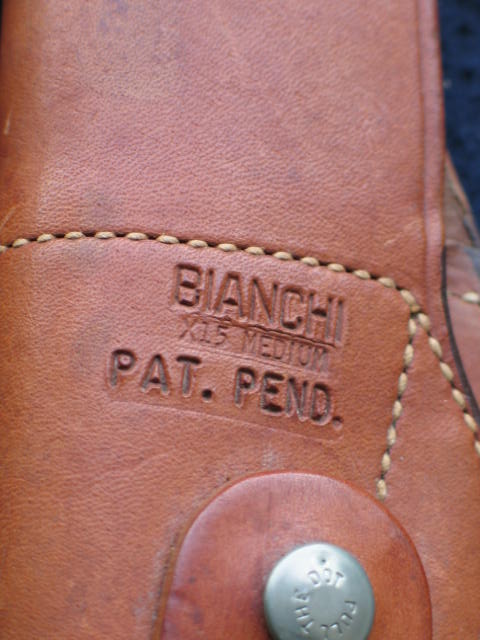 BIANCHI
X15 MEDIUM
PAT. PEND.
PULL THE DOT